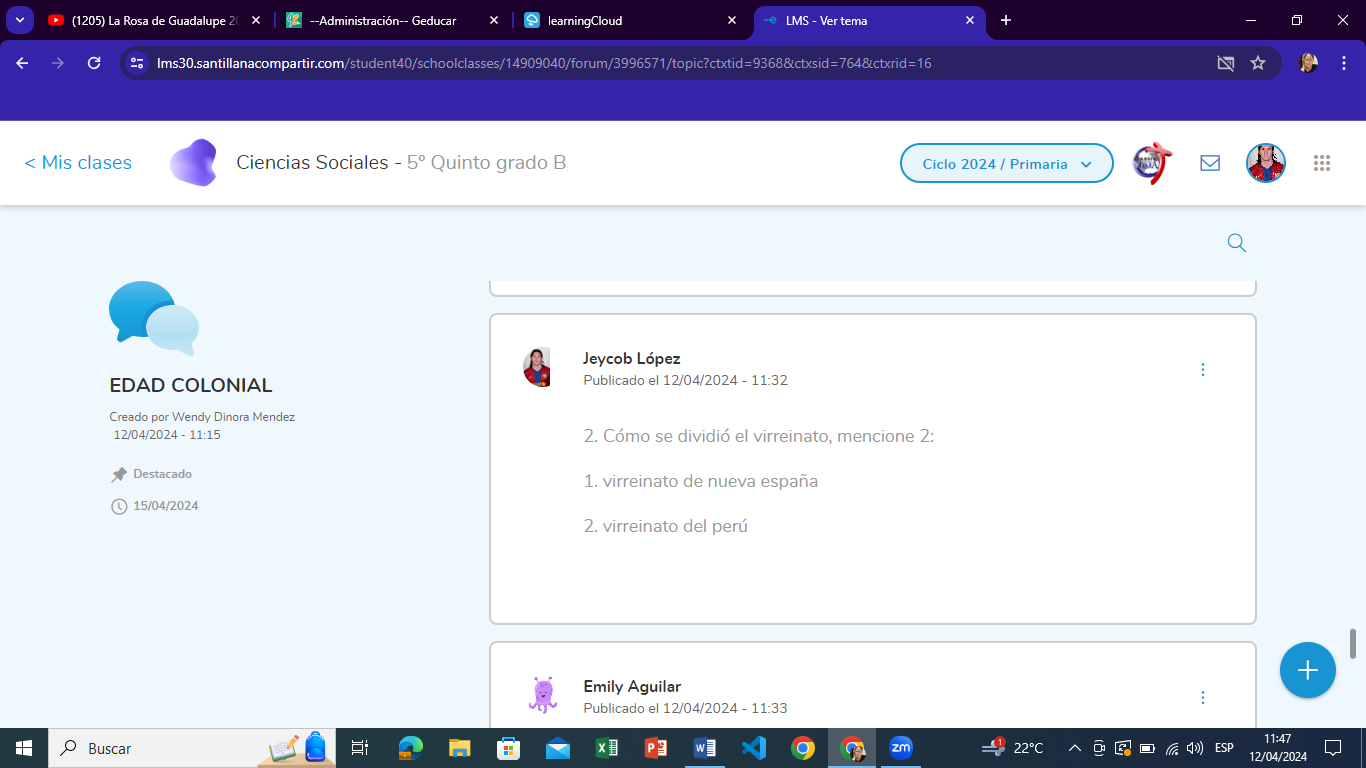 (1205) La Rosa de Guadalupe 20
--Administración-- Geducar
learningCloud
LMS - Ver tema
lms30.santillanacompartir.com/student40/schoolclasses/14909040/forum/3996571/topic?ctxtid=9368&ctxsid=764&ctxrid=16
< Mis clases
Ciencias Sociales - 5º Quinto grado B
Ciclo 2024 / Primaria
EDAD COLONIAL
Creado por Wendy Dinora Mendez
12/04/2024 - 11:15
Destacado
15/04/2024
Jeycob López
Publicado el 12/04/2024 - 11:32
2. Cómo se dividió el virreinato, mencione 2:
1. virreinato de nueva españa
2. virreinato del perú
Emily Aguilar
Publicado el 12/04/2024 - 11:33
Buscar
zm
1
22°C
ESP
11:47
12/04/2024